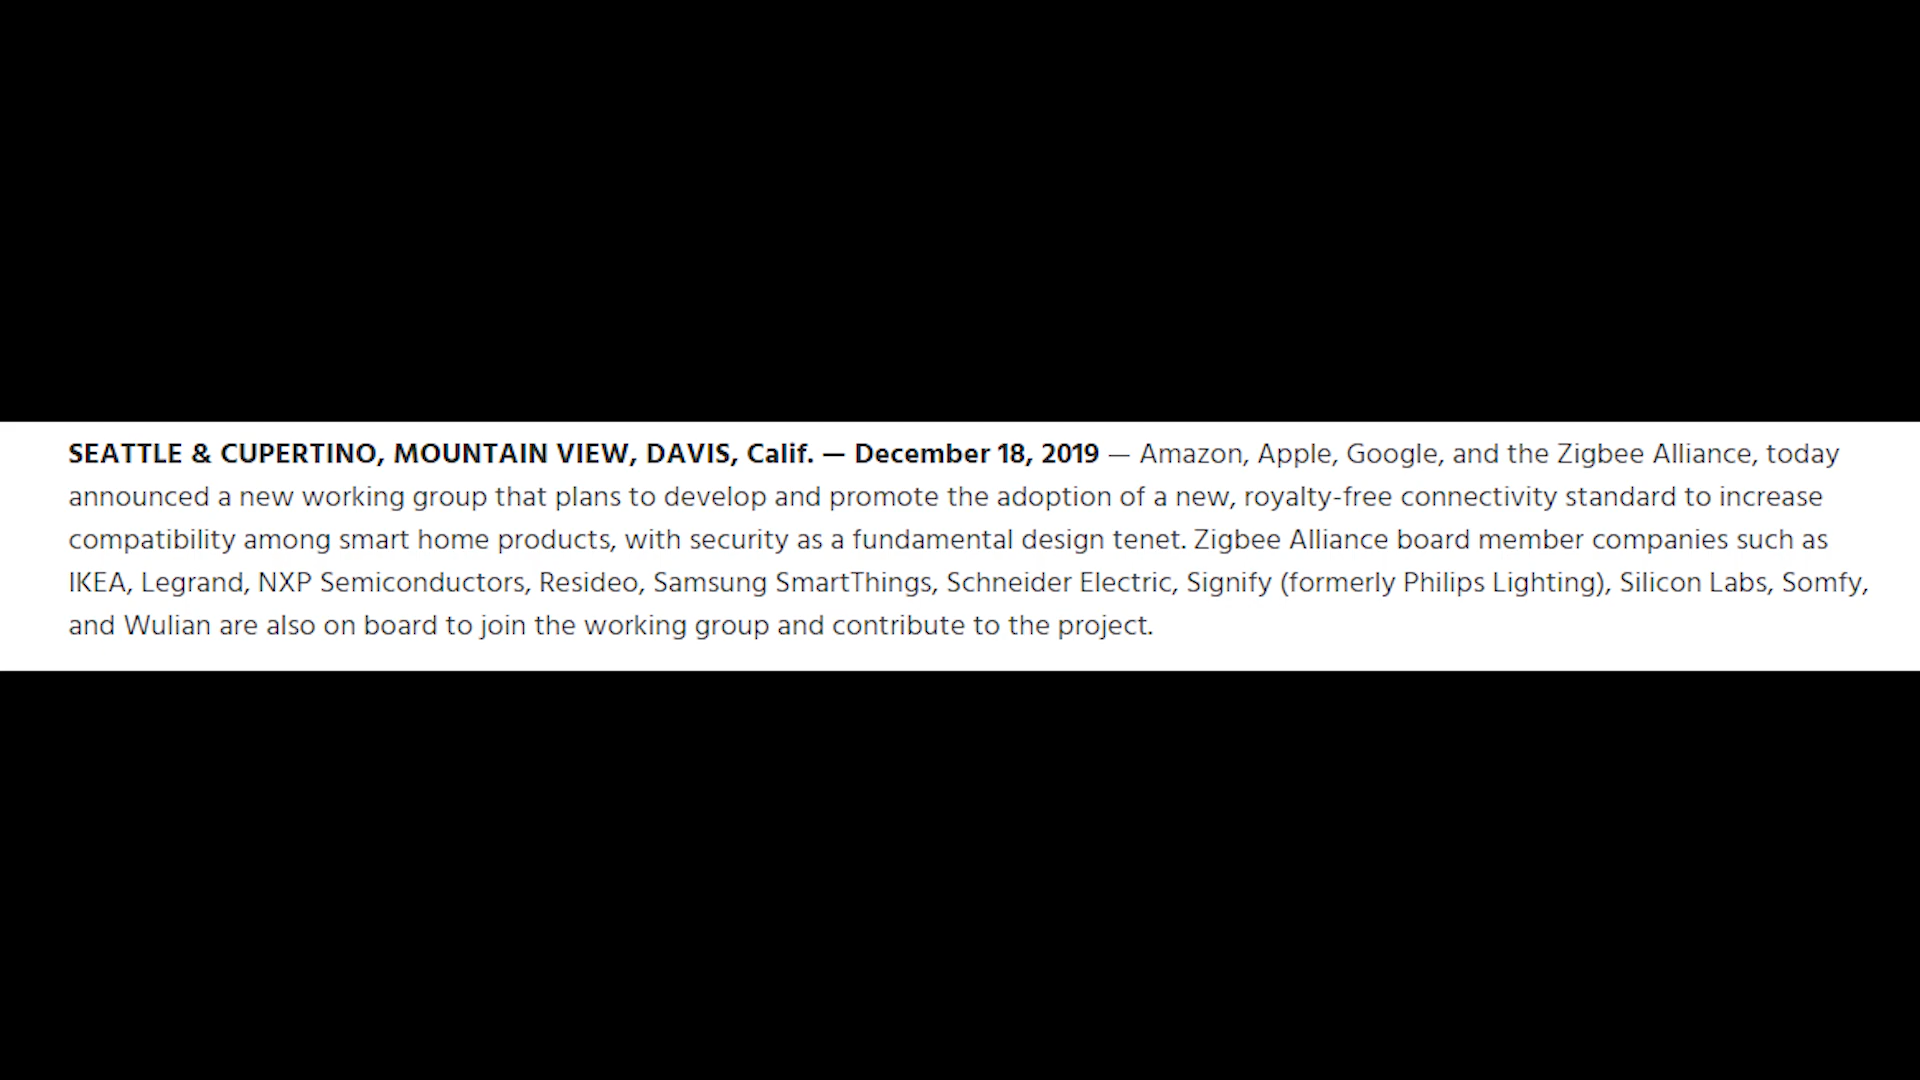 SEATTLE & CUPERTINO, MOUNTAIN VIEW, DAVIS, Calif. — December 18, 2019 — Amazon, Apple, Google, and the Zigbee Alliance, today
announced a new working group that plans to develop and promote the adoption of a new, royalty-free connectivity standard to increase
compatibility among smart home products, with security as a fundamental design tenet. Zigbee Alliance board member companies such as
IKEA, Legrand, NXP Semiconductors, Resideo, Samsung SmartThings, Schneider Electric, Signify (formerly Philips Lighting), Silicon Labs, Somfy,
and Wulian are also on board to join the working group and contribute to the project.